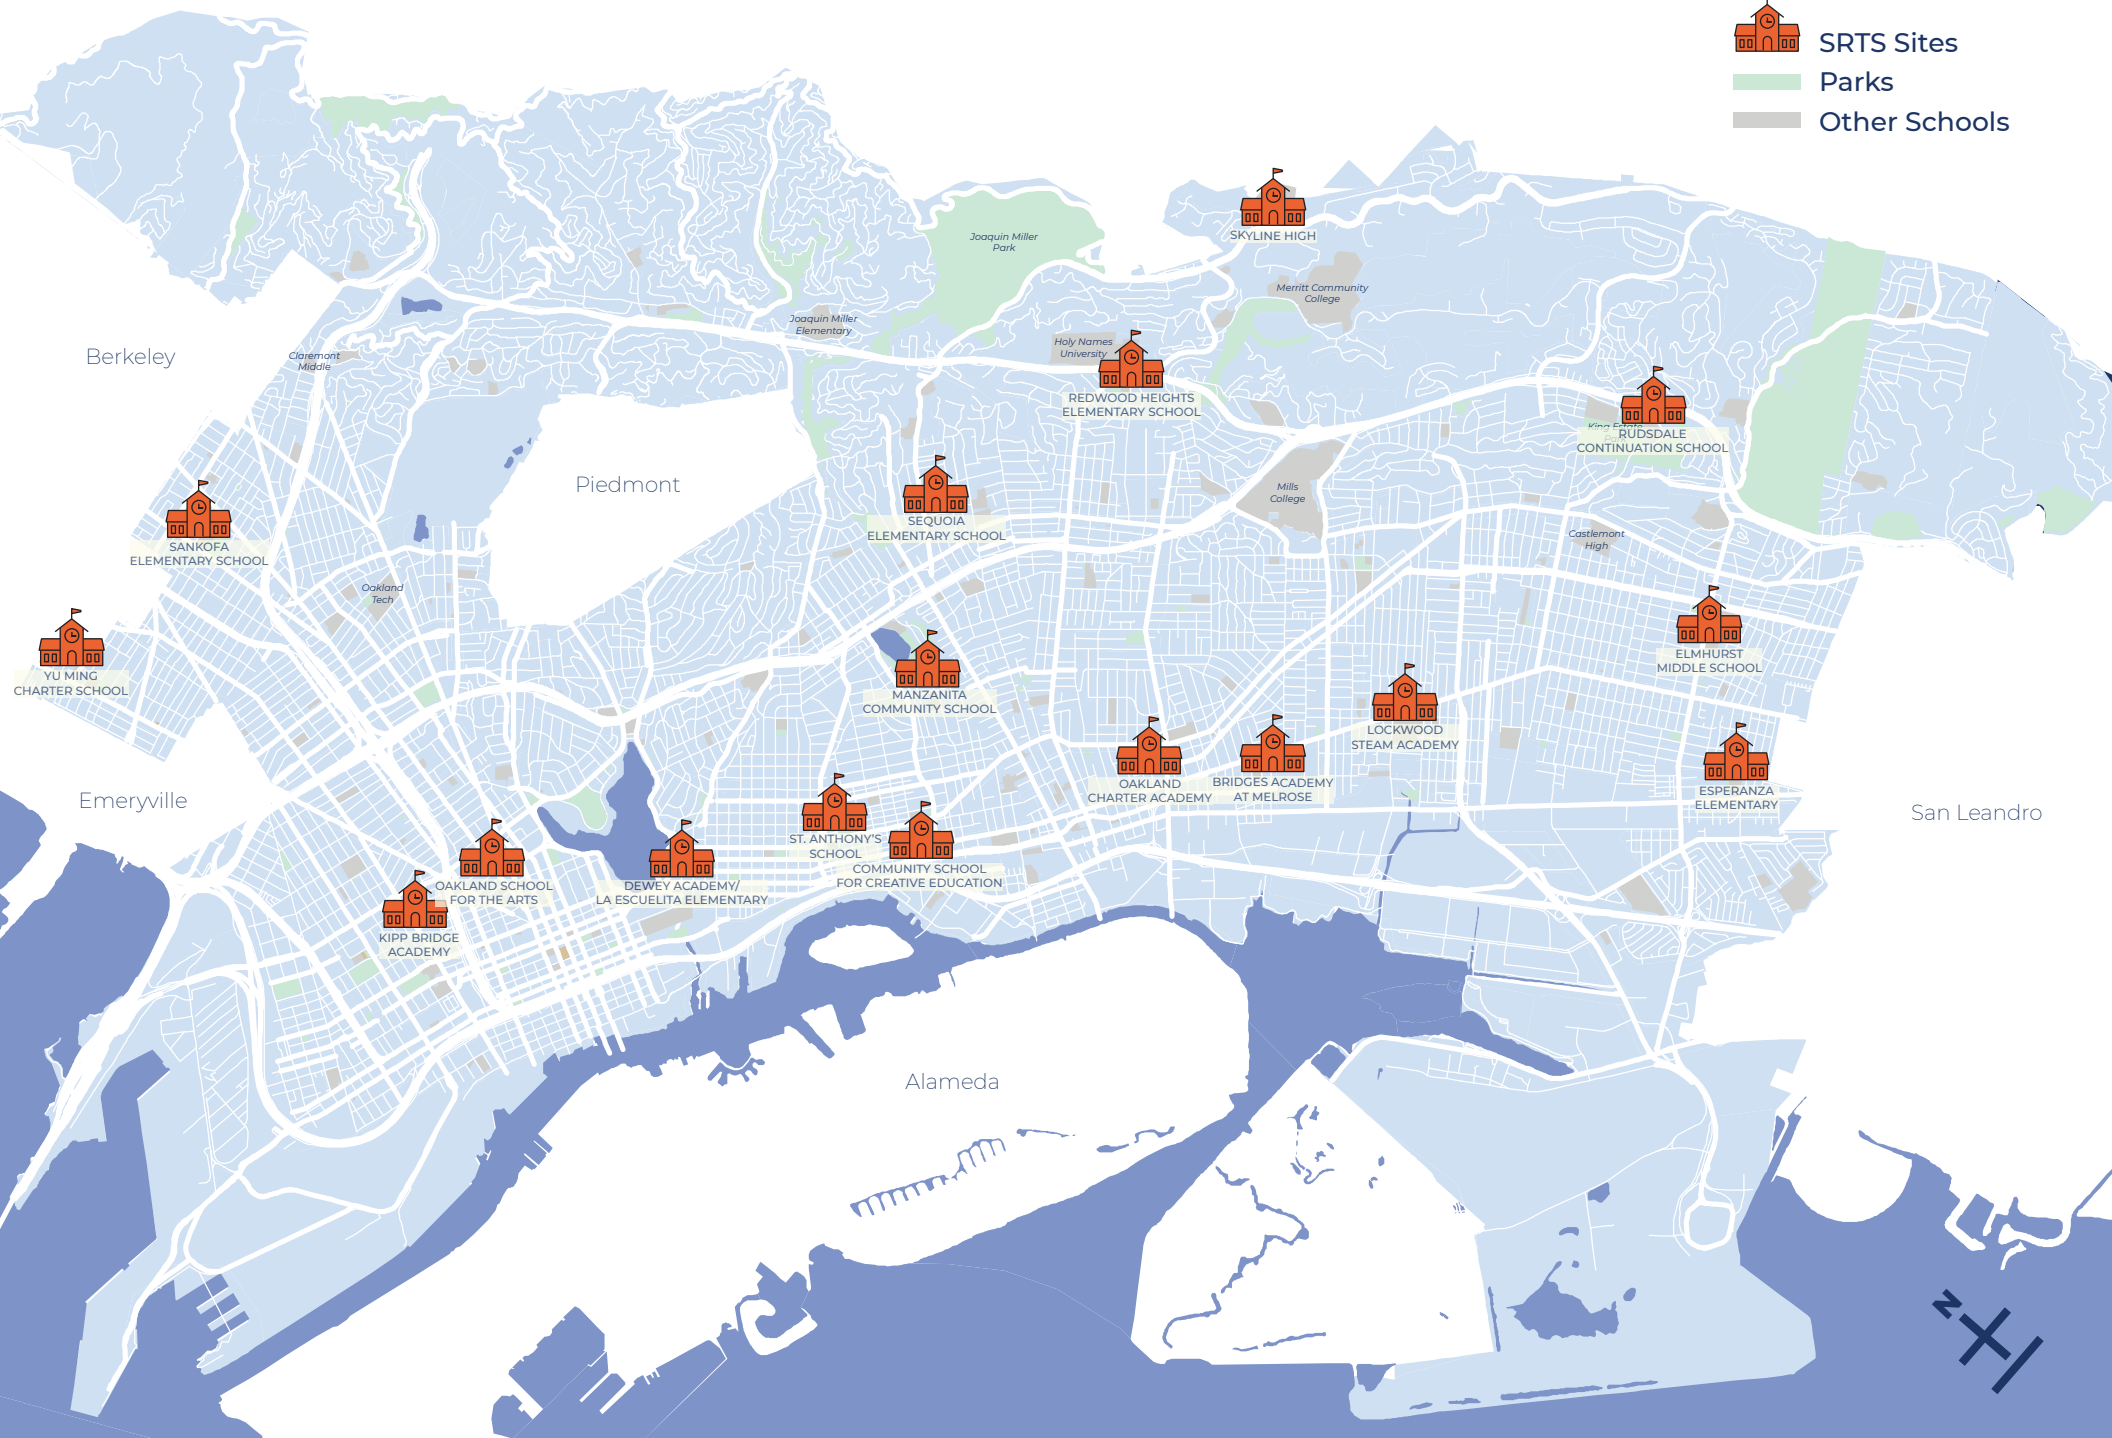 SRTS Sites
Parks
Other Schools
Joaquin Miller
Park
SKYLINE HIGH
Merritt Community
College
Joaquin Miller
Elementary
Holy Names
University
Berkeley
Claremont
Middle
REDWOOD HEIGHTS
ELEMENTARY SCHOOL
King Estate
RUDSDALE
CONTINUATION SCHOOL
Piedmont
Mills
College
SEQUOIA
ELEMENTARY SCHOOL
Castlemont
High
SANKOFA
ELEMENTARY SCHOOL
Oakland
Tech
ELMHURST
MIDDLE SCHOOL
YU MING
CHARTER SCHOOL
MANZANITA
COMMUNITY SCHOOL
LOCKWOOD
STEAM ACADEMY
OAKLAND
CHARTER ACADEMY
BRIDGES ACADEMY
AT MELROSE
ESPERANZA
ELEMENTARY
Emeryville
San Leandro
ST. ANTHONY'S
SCHOOL
COMMUNITY SCHOOL
FOR CREATIVE EDUCATION
OAKLAND SCHOOL
FOR THE ARTS
DEWEY ACADEMY/
LA ESCUELITA ELEMENTARY
KIPP BRIDGE
ACADEMY
Alameda
N